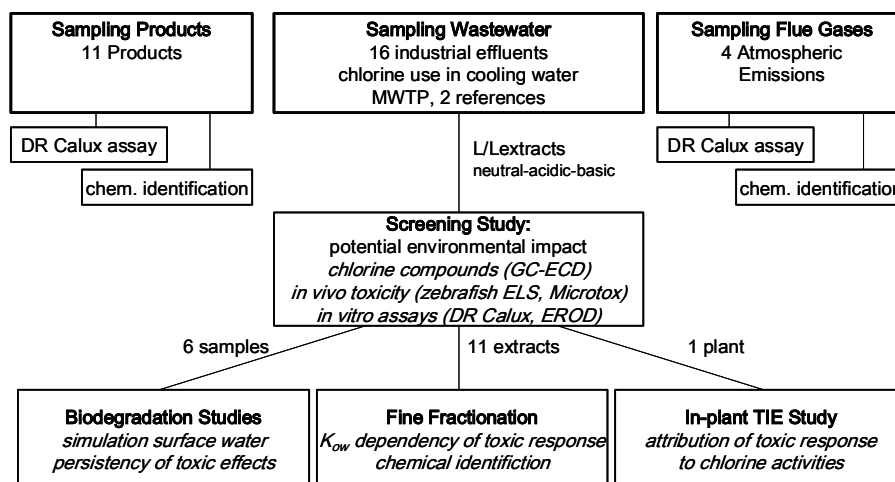 Sampling Products
11 Products
DR Calux assay
chem. identification
Sampling Wastewater
16 industrial effluents
chlorine use in cooling water
MWTP, 2 references
Sampling Flue Gases
4 Atmospheric
Emissions
DR Calux assay
chem. identification
L/Lextracts
neutral-acidic-basic
Screening Study:
potential environmental impact
chlorine compounds (GC-ECD)
in vivo toxicity (zebrafish ELS, Microtox)
in vitro assays (DR Calux, EROD)
6 samples
11 extracts
1 plant
Biodegradation Studies
simulation surface water
persistency of toxic effects
Fine Fractionation
Kow dependency of toxic response
chemical identifiction
In-plant TIE Study
attribution of toxic response
to chlorine activities